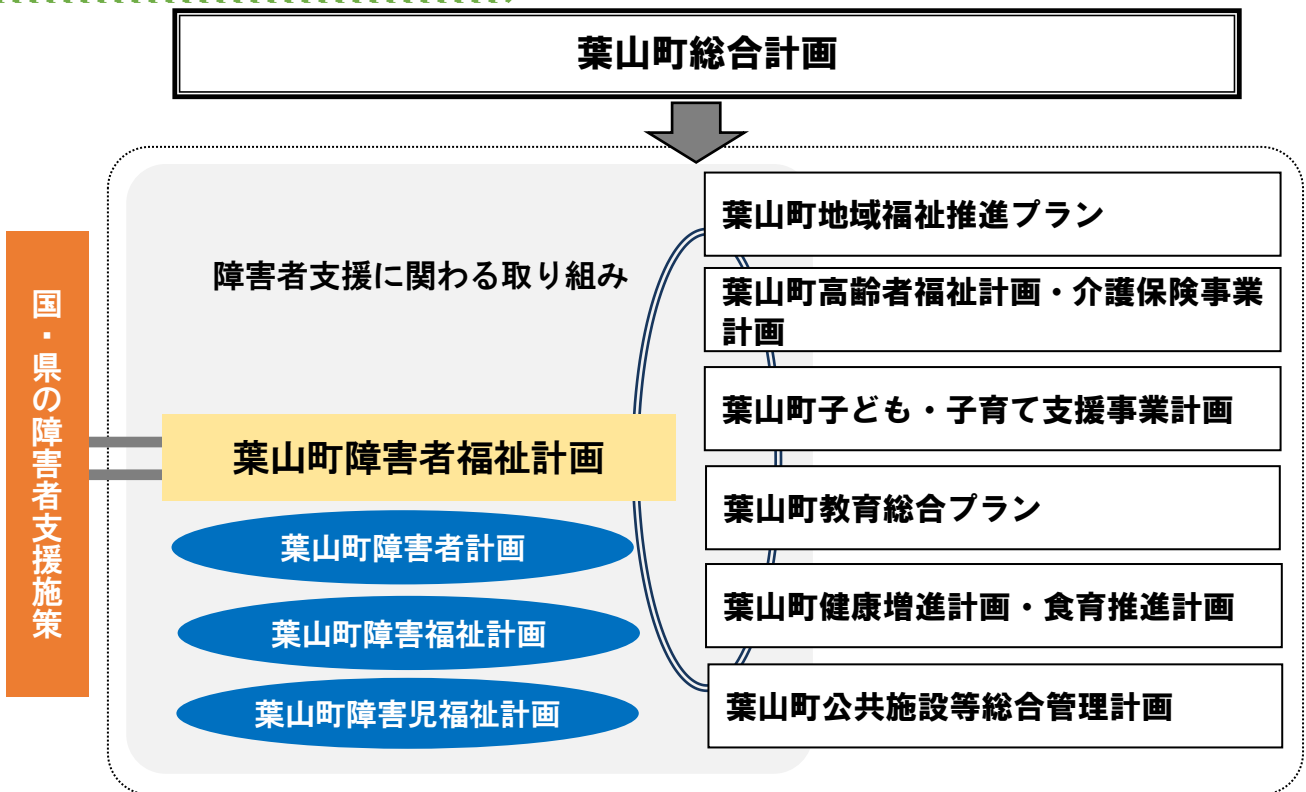 葉山町総合計画
国・県の障害者支援施策
障害者支援に関わる取り組み
葉山町障害者福祉計画
葉山町障害者計画
葉山町障害福祉計画
葉山町障害児福祉計画
葉山町地域福祉推進プラン
葉山町高齢者福祉計画・介護保険事業
計画
葉山町子ども・子育て支援事業計画
葉山町教育総合プラン
葉山町健康増進計画・食育推進計画
葉山町公共施設等総合管理計画